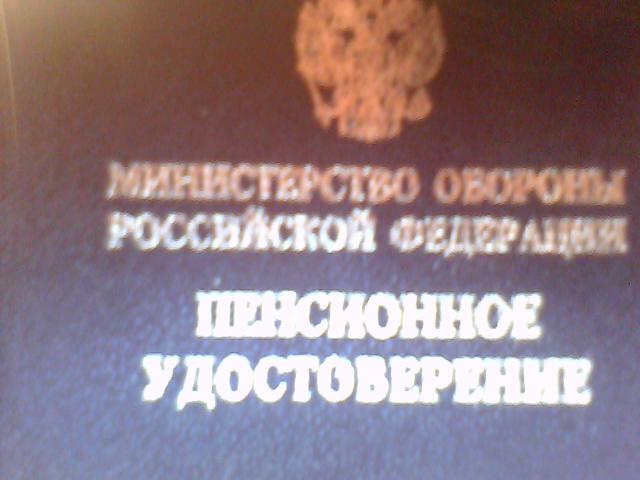 МИНИСТЕРСТВО ОБОРОНЫ
РОССИЙСКОЙ ФЕДЕРАЦИИ
ПЕНСИОННОЕ
УДОСТОВЕРЕНИЕ